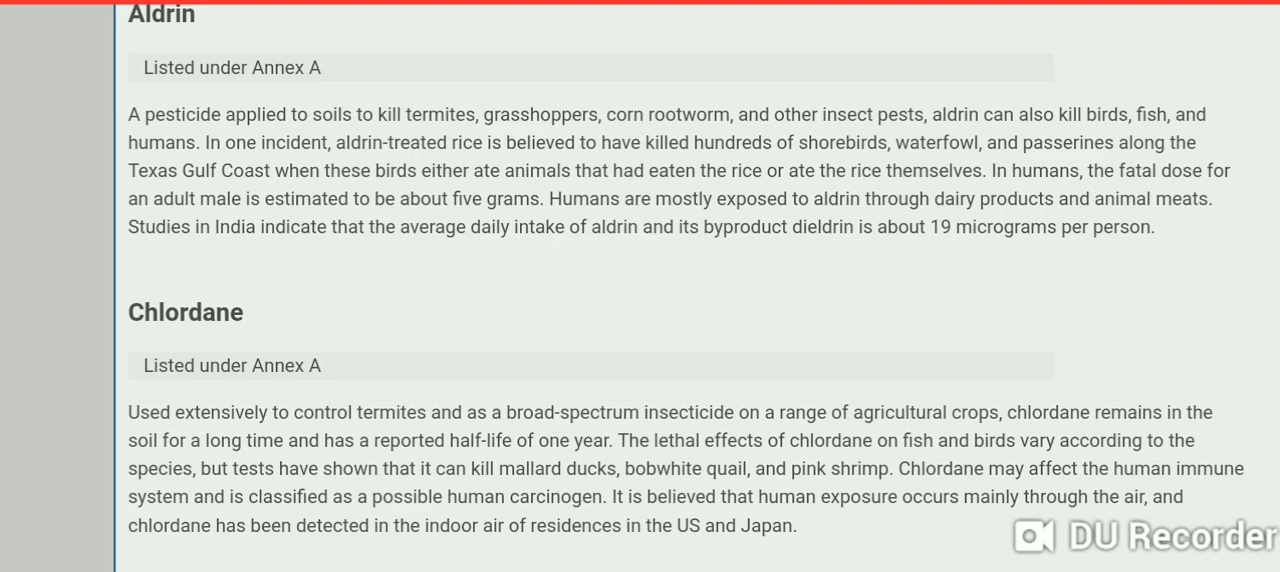 Aldrin
Listed under Annex A
A pesticide applied to soils to kill termites, grasshoppers, corn rootworm, and other insect pests, aldrin can also kill birds, fish, and
humans. In one incident, aldrin-treated rice is believed to have killed hundreds of shorebirds, waterfowl, and passerines along the
Texas Gulf Coast when these birds either ate animals that had eaten the rice or ate the rice themselves. In humans, the fatal dose for
an adult male is estimated to be about five grams. Humans are mostly exposed to aldrin through dairy products and animal meats.
Studies in India indicate that the average daily intake of aldrin and its byproduct dieldrin is about 19 micrograms per person.
Chlordane
Listed under Annex A
Used extensively to control termites and as a broad-spectrum insecticide on a range of agricultural crops, chlordane remains in the
soil for a long time and has a reported half-life of one year. The lethal effects of chlordane on fish and birds vary according to the
species, but tests have shown that it can kill mallard ducks, bobwhite quail, and pink shrimp. Chlordane may affect the human immune
system and is classified as a possible human carcinogen. It is believed that human exposure occurs mainly through the air, and
chlordane has been detected in the indoor air of residences in the US and Japan.
DU Recorder